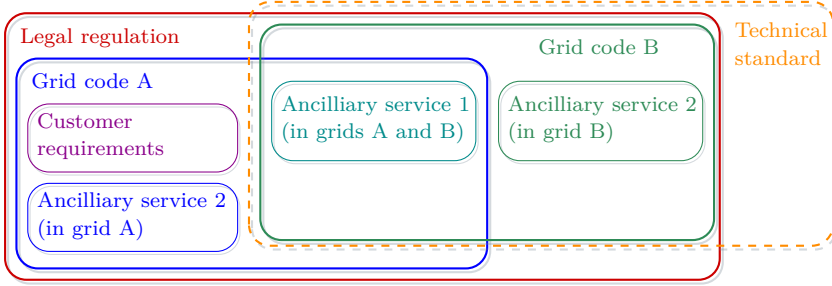 Legal regulation
Technical
standard
Grid code B
Grid code A
Customer
requirements
Ancilliary service 1
(in grids A and B)
Ancilliary service 2
(in grid B)
Ancilliary service 2
(in grid A)